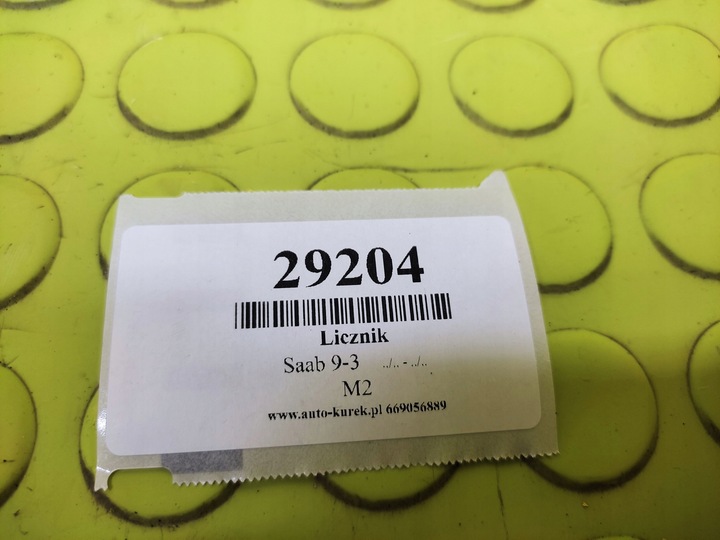 29204
Licznik
Saab 9-3 ../.. - ../..
M2
www.auto-kurek.pl 669056889